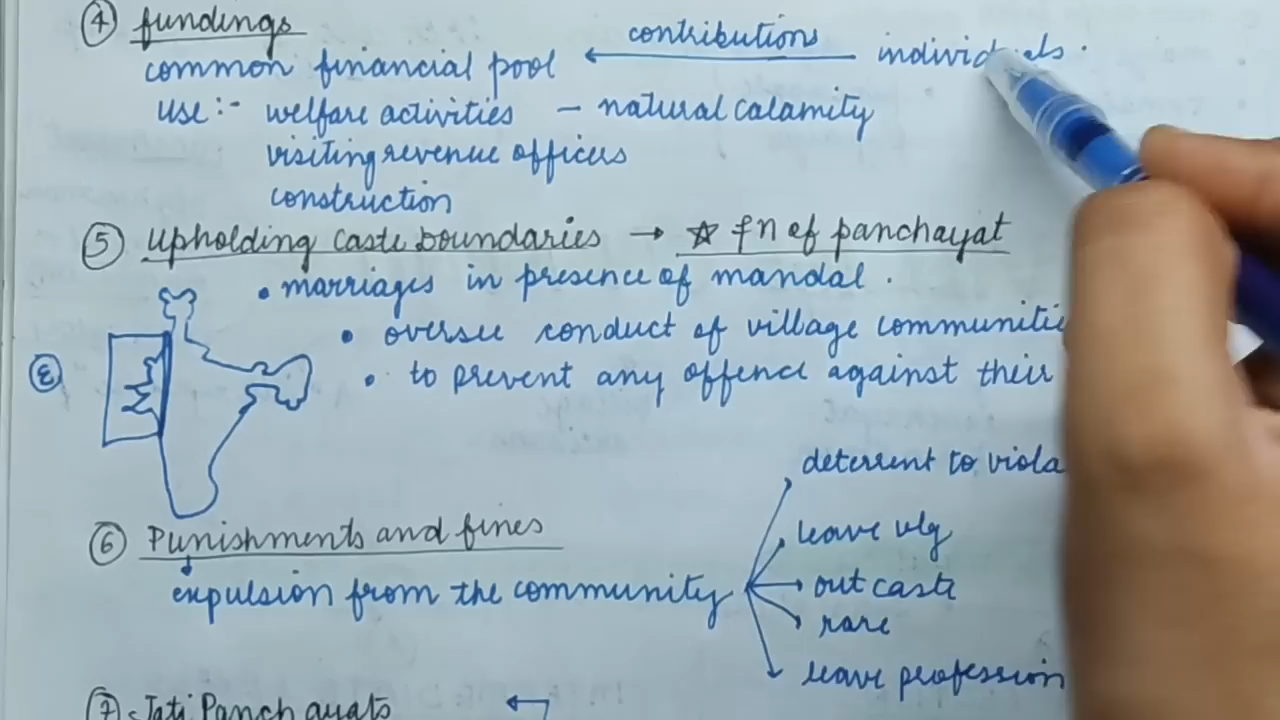 ④ fundings
common financial pool ← contributions individuals.
use :- welfare activities - natural calamity
visiting revenue officers
construction
⑤ Upholding caste boundaries → ☆ fn of panchayat
• marriages in presence of mandal.
• oversee conduct of village
• to prevent any offence against their
deterrent to
⑥ Punishments and fines
leave vlg
expulsion from the community
out caste
rare
leave profession
⑦ Jati Panchayats